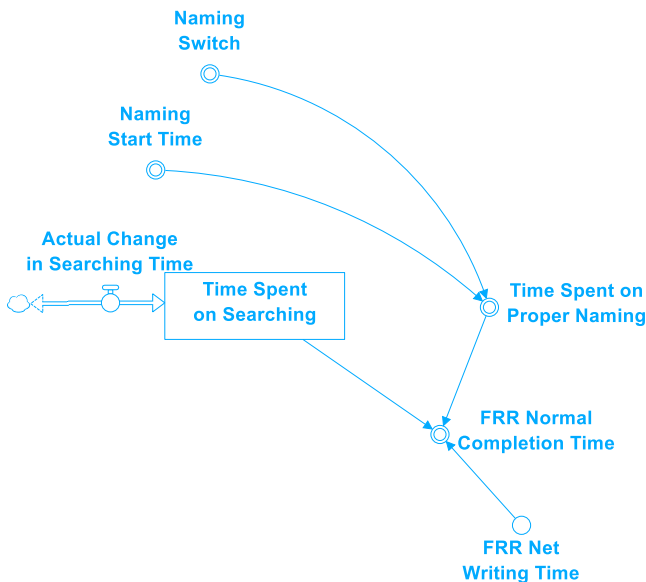 Naming
Switch
Naming
Start Time
Actual Change
in Searching Time
Time Spent
on Searching
Time Spent on
Proper Naming
FRR Normal
Completion Time
FRR Net
Writing Time